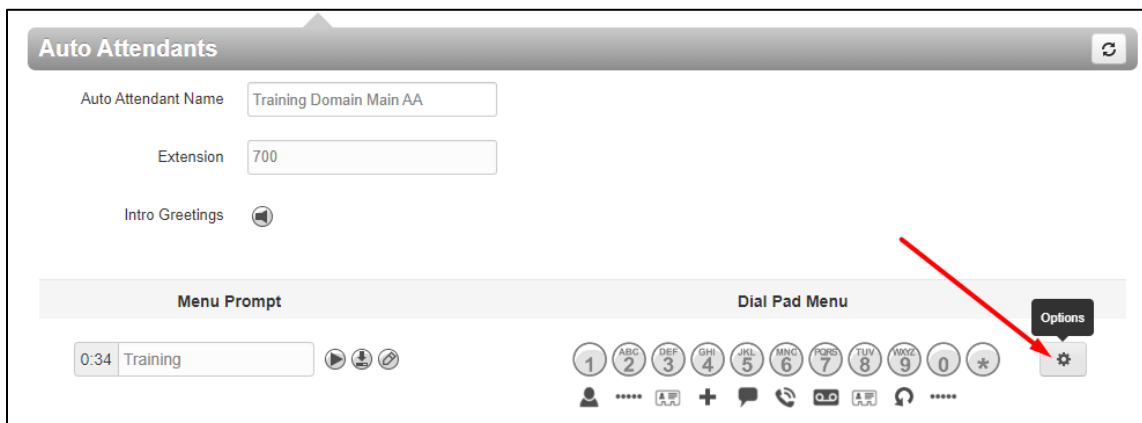 Auto Attendants
Auto Attendant Name Training Domain Main AA
Extension 700
Intro Greetings
Menu Prompt Dial Pad Menu
Options
0:34 Training
ABC DEF GHI JKL MNC PQRS TUV WXYZ
1 2 3 4 5 6 7 8 9 0 *